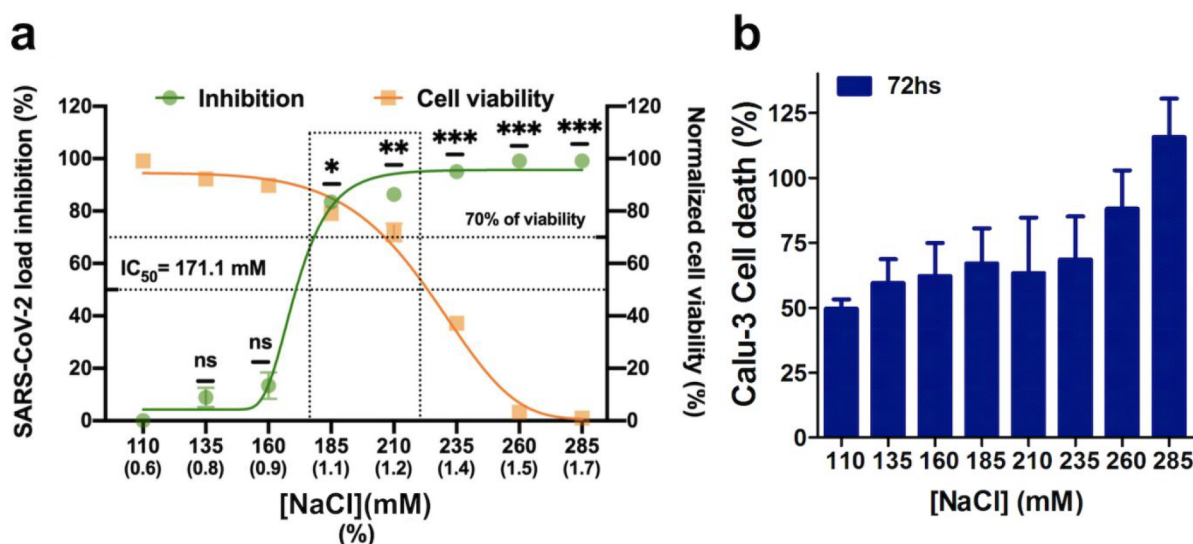 a
Inhibition
Cell viability
SARS-CoV-2 load inhibition (%)
120
100
80
60
40
20
0
120
100
80
60
40
20
0
Normalized cell viability (%)
ns
ns
*
**
***
***
***
70% of viability
IC50= 171.1 mM
110 135 160 185 210 235 260 285
(0.6) (0.8) (0.9) (1.1) (1.2) (1.4) (1.5) (1.7)
[NaCl](mM)
(%)
b
72hs
Calu-3 Cell death (%)
125
100
75
50
25
0
110 135 160 185 210 235 260 285
[NaCl] (mM)